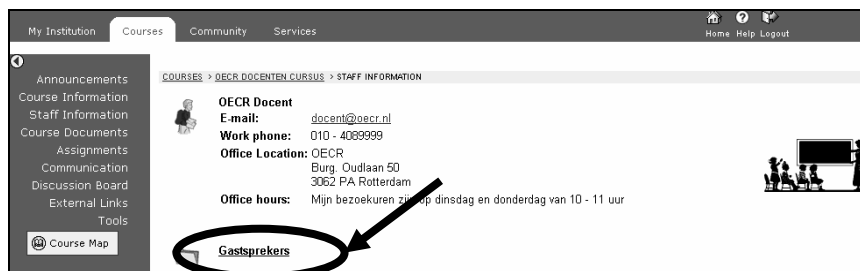 My Institution Courses Community Services
Home Help Logout
Announcements
Course Information
Staff Information
Course Documents
Assignments
Communication
Discussion Board
External Links
Tools
Course Map
COURSES > OECR DOCENTEN CURSUS > STAFF INFORMATION
OECR Docent
E-mail: docent@oecr.nl
Work phone: 010 - 4089999
Office Location: OECR
Burg. Oudlaan 50
3062 PA Rotterdam
Office hours: Mijn bezoekuren zijn op dinsdag en donderdag van 10 - 11 uur
Gastsprekers